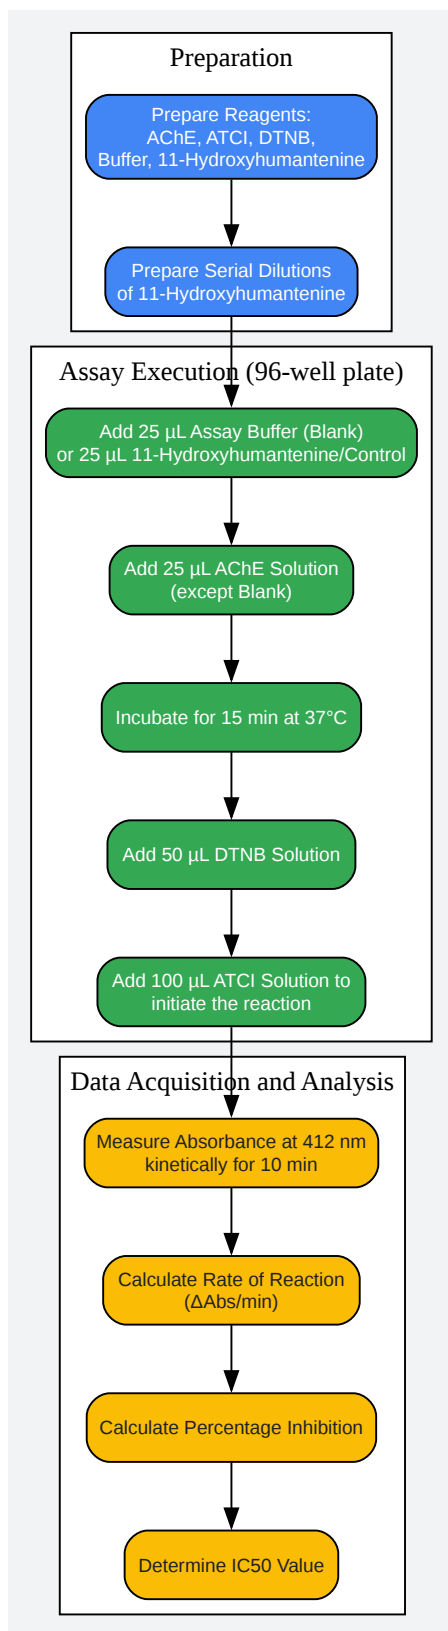 Preparation
Prepare Reagents:
AChE, ATCI, DTNB,
Buffer, 11-Hydroxyhumantenine
Prepare Serial Dilutions
of 11-Hydroxyhumantenine
Assay Execution (96-well plate)
Add 25 µL Assay Buffer (Blank)
or 25 µL 11-Hydroxyhumantenine/Control
Add 25 µL AChE Solution
(except Blank)
Incubate for 15 min at 37°C
Add 50 µL DTNB Solution
Add 100 µL ATCI Solution to
initiate the reaction
Data Acquisition and Analysis
Measure Absorbance at 412 nm
kinetically for 10 min
Calculate Rate of Reaction
(ΔAbs/min)
Calculate Percentage Inhibition
Determine IC50 Value